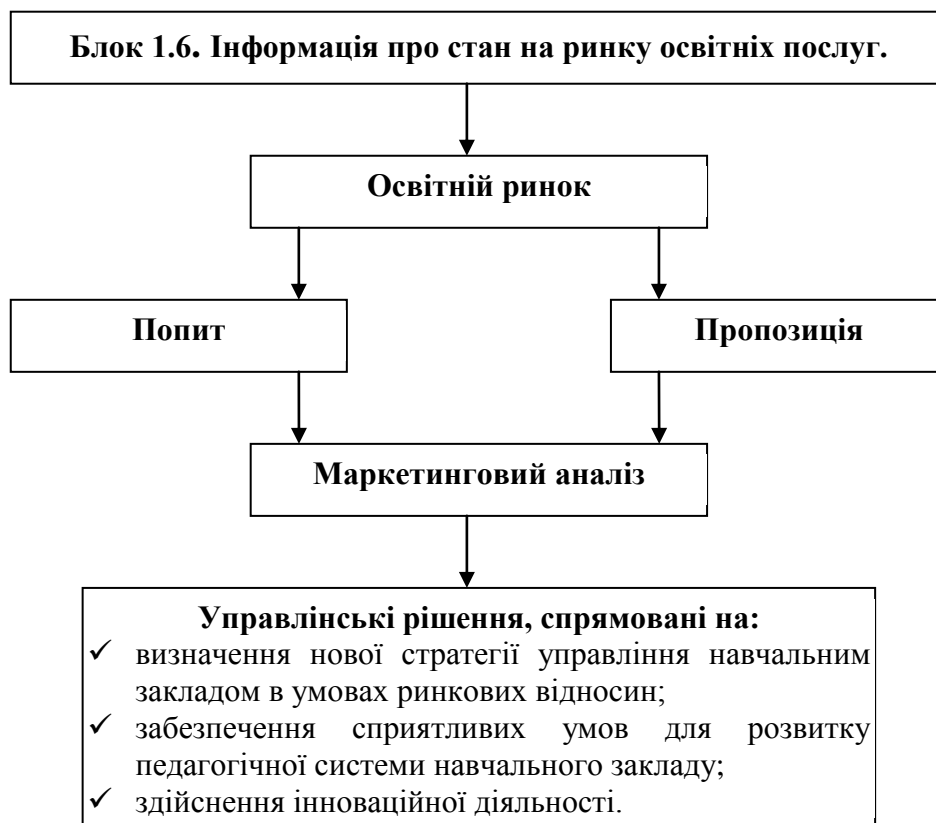 Блок 1.6. Інформація про стан на ринку освітніх послуг.
Освітній ринок
Попит
Пропозиція
Маркетинговий аналіз
Управлінські рішення, спрямовані на:
✓ визначення нової стратегії управління навчальним
закладом в умовах ринкових відносин;
✓ забезпечення сприятливих умов для розвитку
педагогічної системи навчального закладу;
✓ здійснення інноваційної діяльності.